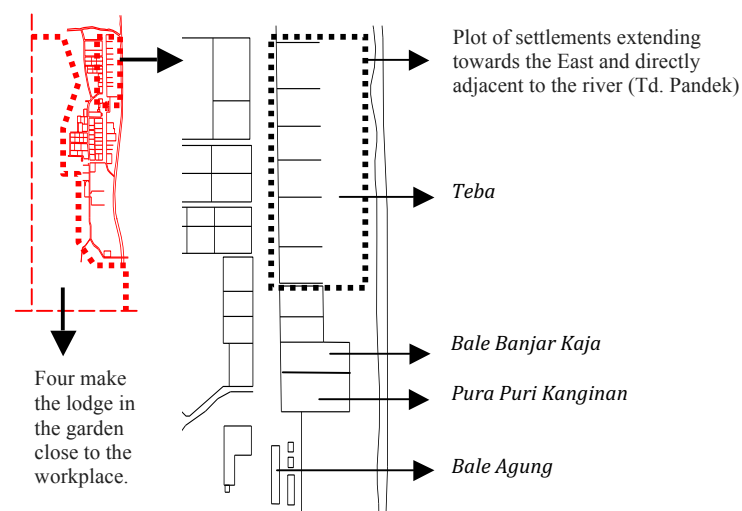 Plot of settlements extending
towards the East and directly
adjacent to the river (Td. Pandek)
Teba
Bale Banjar Kaja
Pura Puri Kanginan
Bale Agung
Four make
the lodge in
the garden
close to the
workplace.